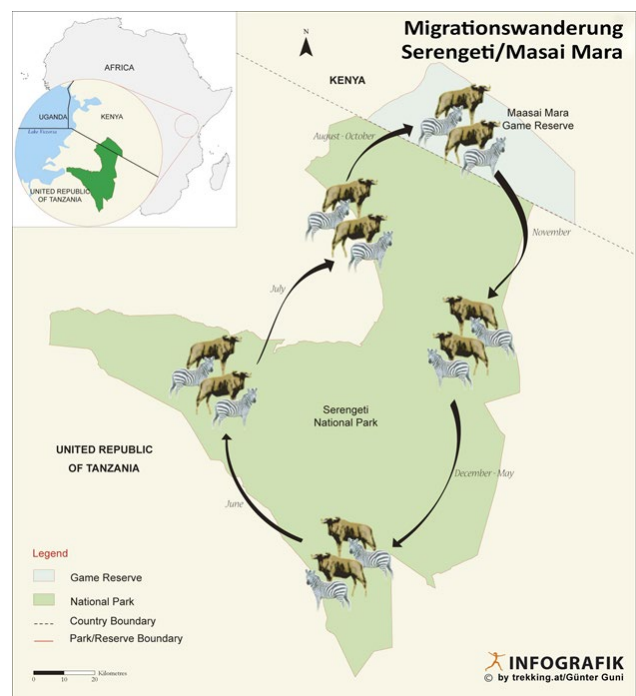 Migrationswanderung
Serengeti/Masai Mara
N
AFRICA
KENYA
UGANDA
KENYA
Lake Victoria
UNITED REPUBLIC
OF TANZANIA
Maasai Mara
Game Reserve
August - October
November
July
Serengeti
National Park
UNITED REPUBLIC
OF TANZANIA
December - May
June
Legend
Game Reserve
National Park
Country Boundary
Park/Reserve Boundary
Kilometres
0 10 20
INFOGRAFIK
© by trekking.at/Günter Guni